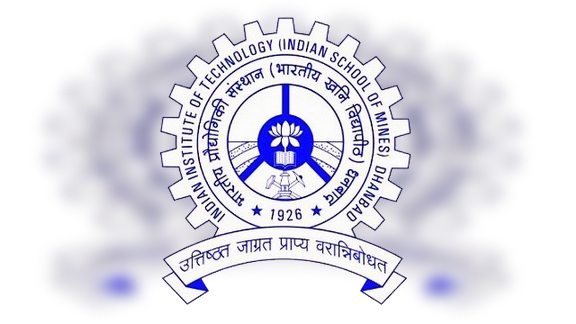 INDIAN INSTITUTE OF TECHNOLOGY (INDIAN SCHOOL OF MINES) DHANBAD
भारतीय प्रौद्योगिकी संस्थान (भारतीय खनि विद्यापीठ) धनबाद
★ 1926 ★
उत्तिष्ठत जाग्रत प्राप्य वरान्निबोधत